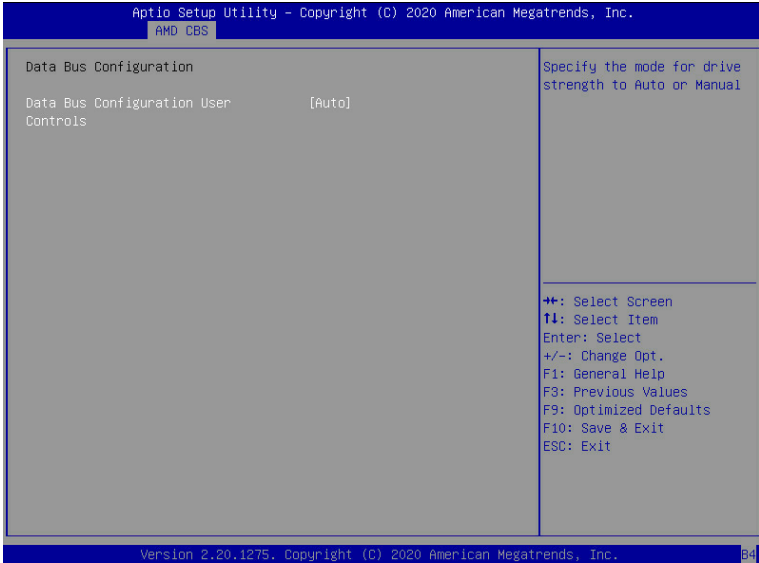 Aptio Setup Utility – Copyright (C) 2020 American Megatrends, Inc.
AMD CBS
Data Bus Configuration
Data Bus Configuration User [Auto]
Controls
Specify the mode for drive
strength to Auto or Manual
→←: Select Screen
↑↓: Select Item
Enter: Select
+/-: Change Opt.
F1: General Help
F3: Previous Values
F9: Optimized Defaults
F10: Save & Exit
ESC: Exit
Version 2.20.1275. Copyright (C) 2020 American Megatrends, Inc.
B4